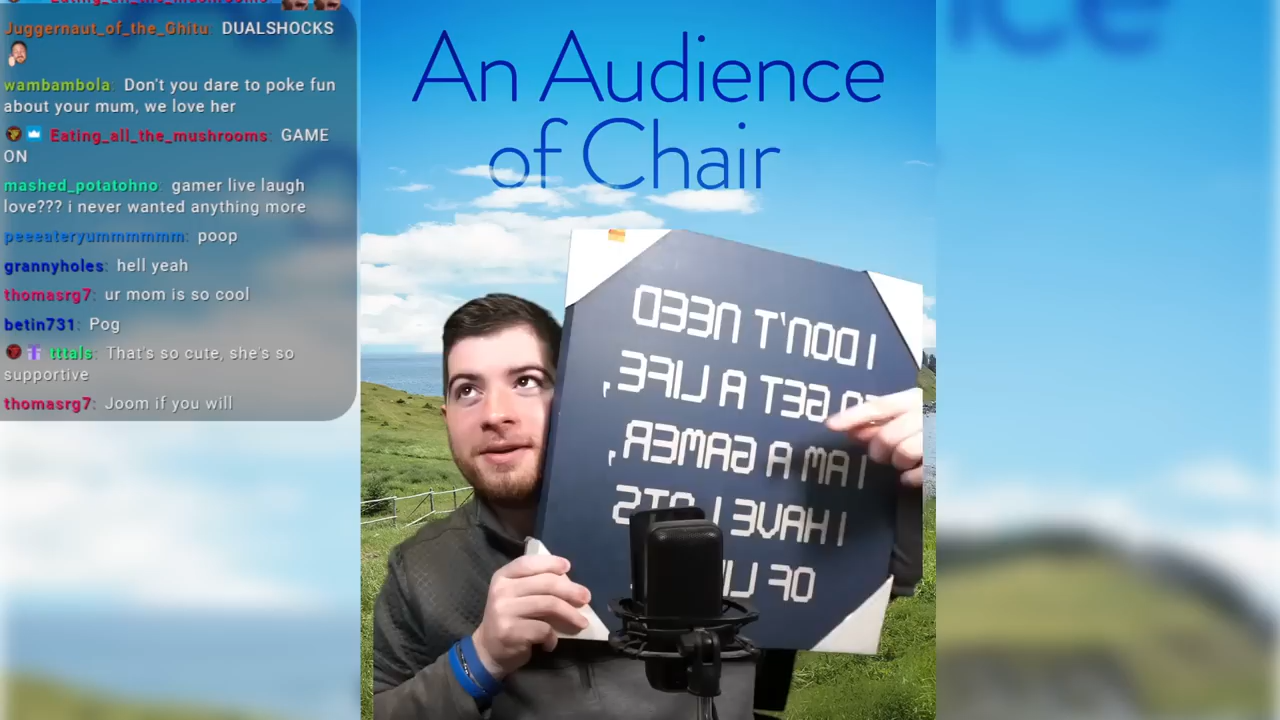 Juggernaut_of_the_Ghitu: DUALSHOCKS
wambambola: Don't you dare to poke fun
about your mum, we love her
Eating_all_the_mushrooms: GAME
ON
mashed_potatohno: gamer live laugh
love??? i never wanted anything more
peeeateryummmmmm: poop
grannyholes: hell yeah
thomasrg7: ur mom is so cool
betin731: Pog
tttals: That's so cute, she's so
supportive
thomasrg7: Joom if you will
An Audience
of Chair
I DON'T NEED
GET A LIFE,
I AM A GAMER,
I HAVE
OF